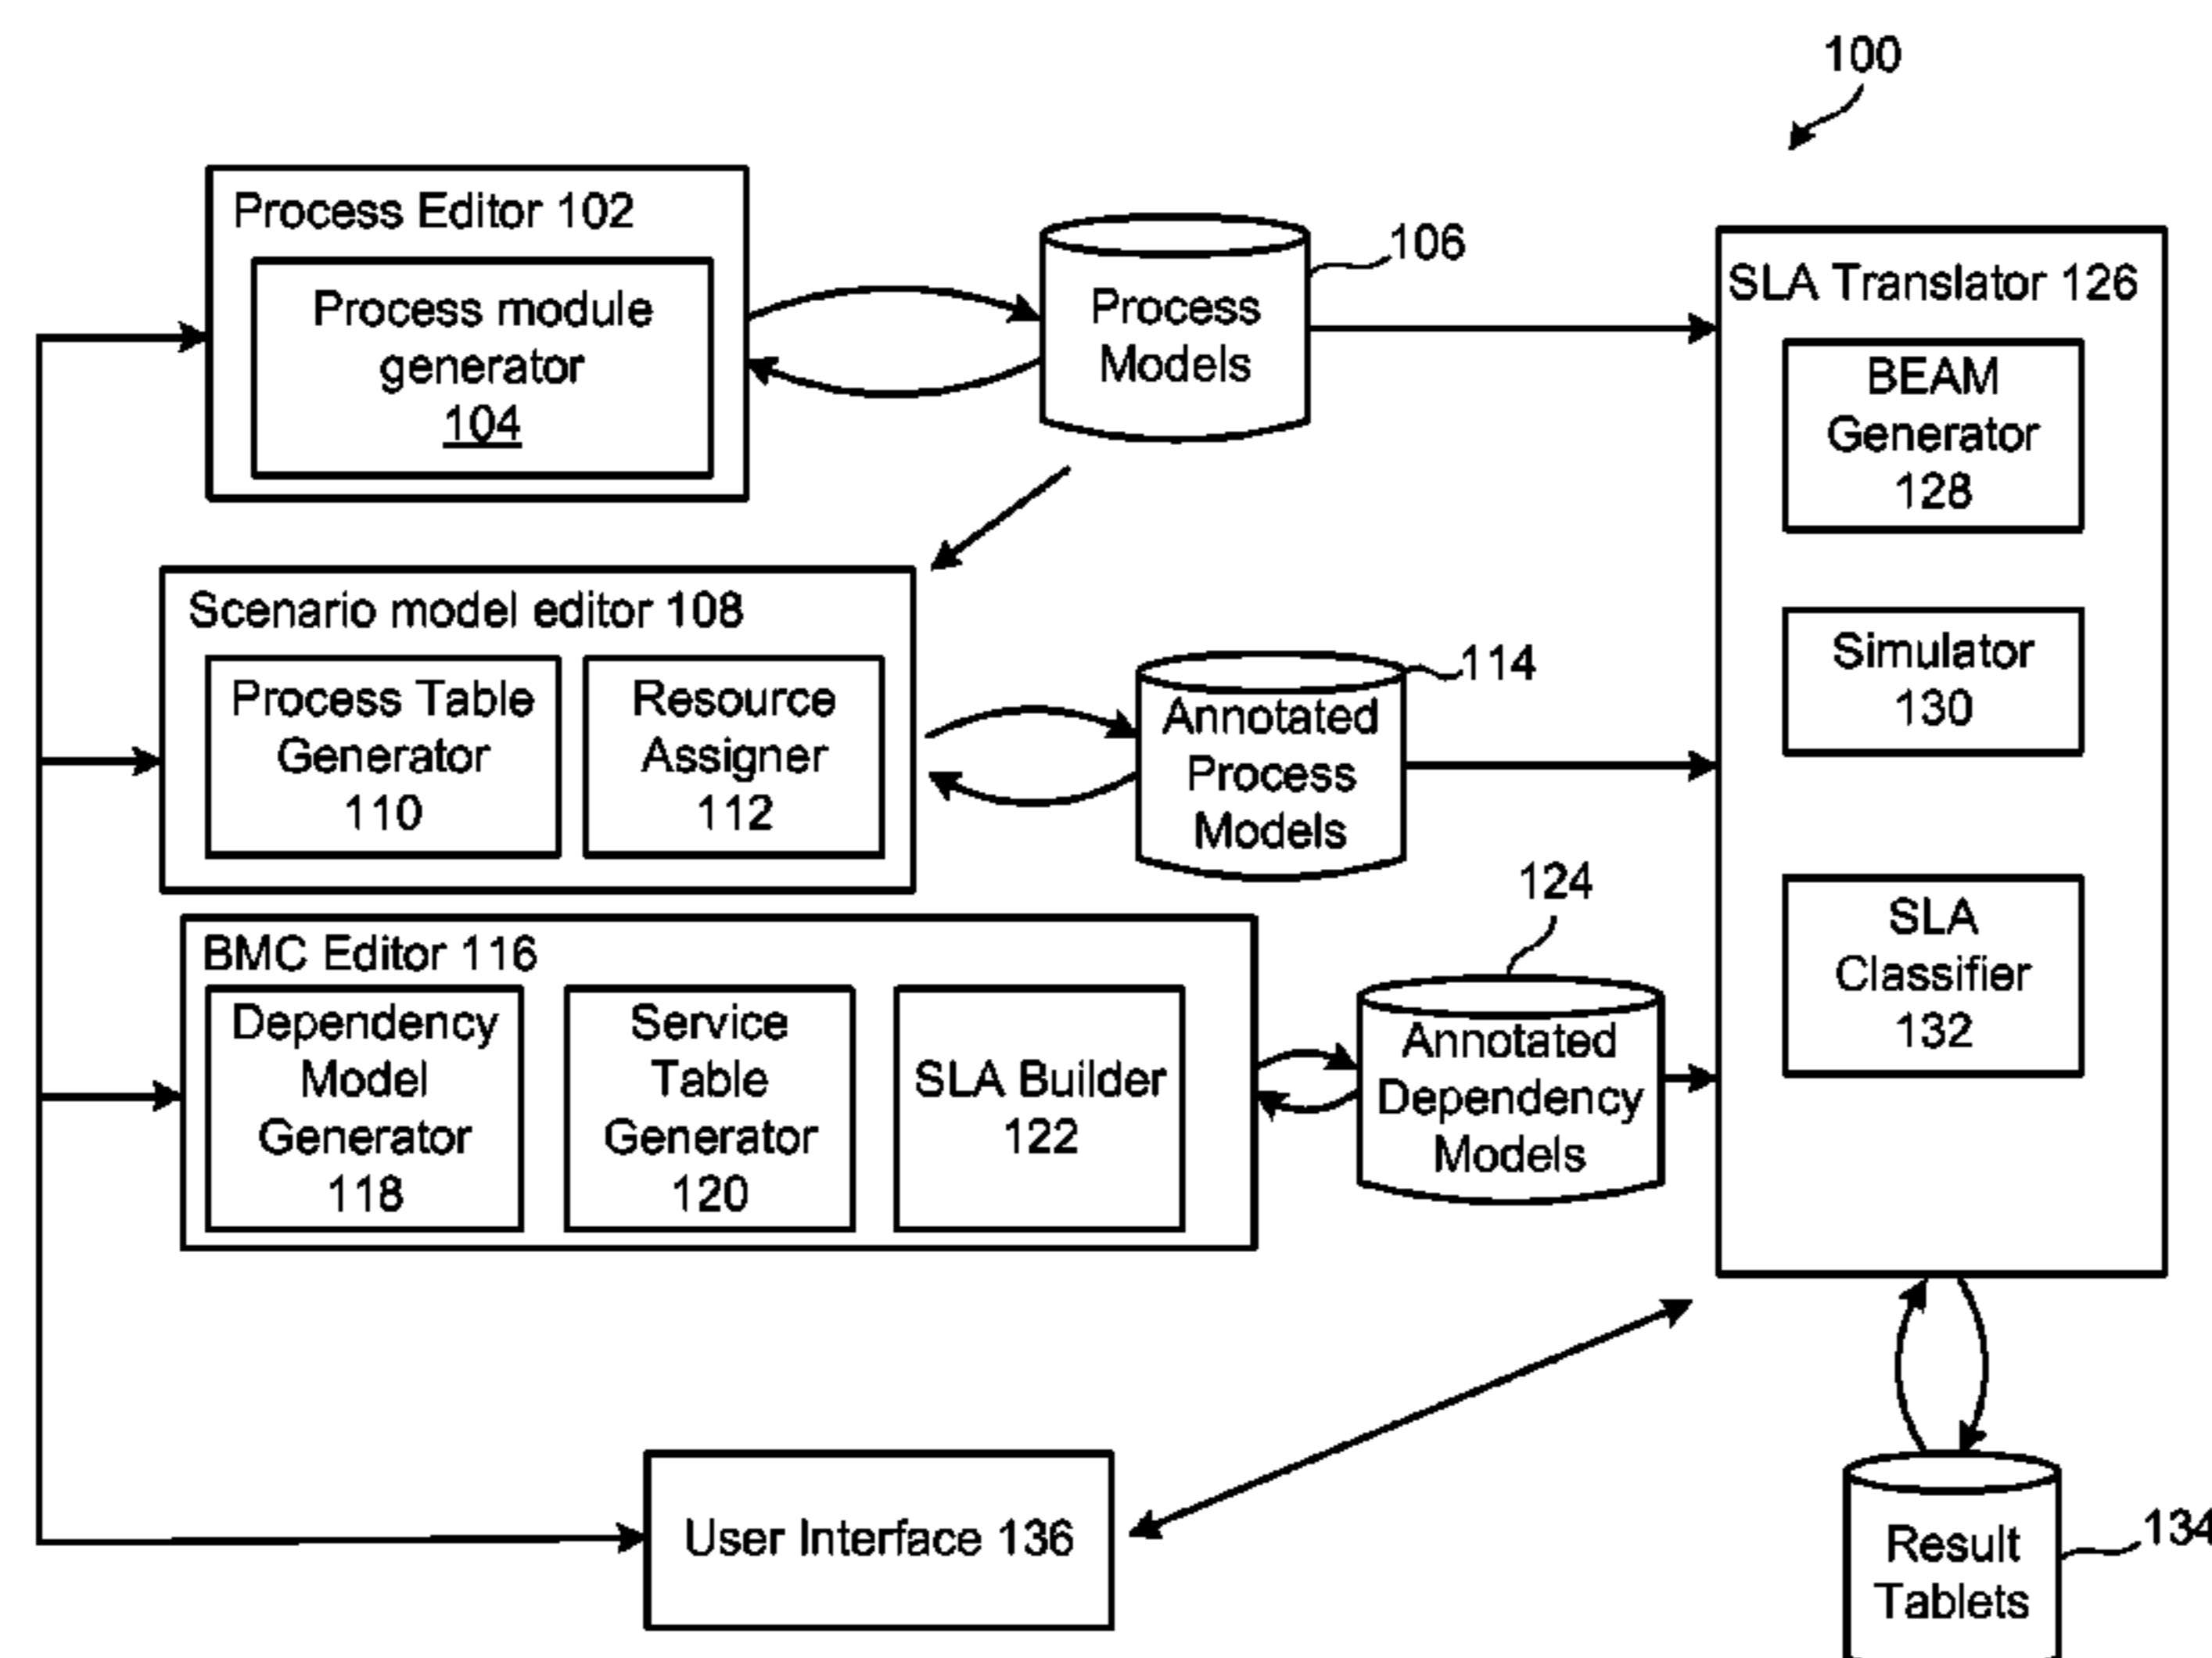 100
Process Editor 102
Process module
generator
104
Process
Models
106
SLA Translator 126
BEAM
Generator
128
Simulator
130
SLA
Classifier
132
Scenario model editor 108
Process Table
Generator
110
Resource
Assigner
112
Annotated
Process
Models
114
BMC Editor 116
Dependency
Model
Generator
118
Service
Table
Generator
120
SLA Builder
122
Annotated
Dependency
Models
124
User Interface 136
Result
Tablets
134